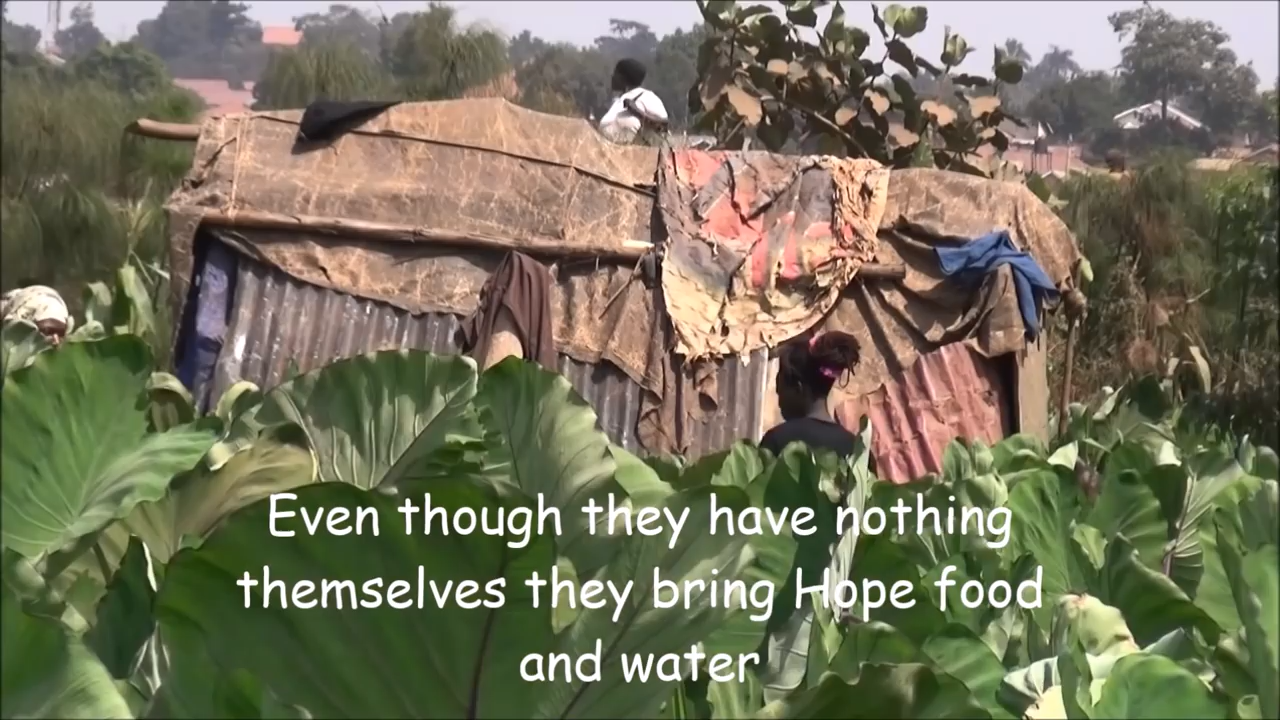 Even though they have nothing
themselves they bring Hope food
and water